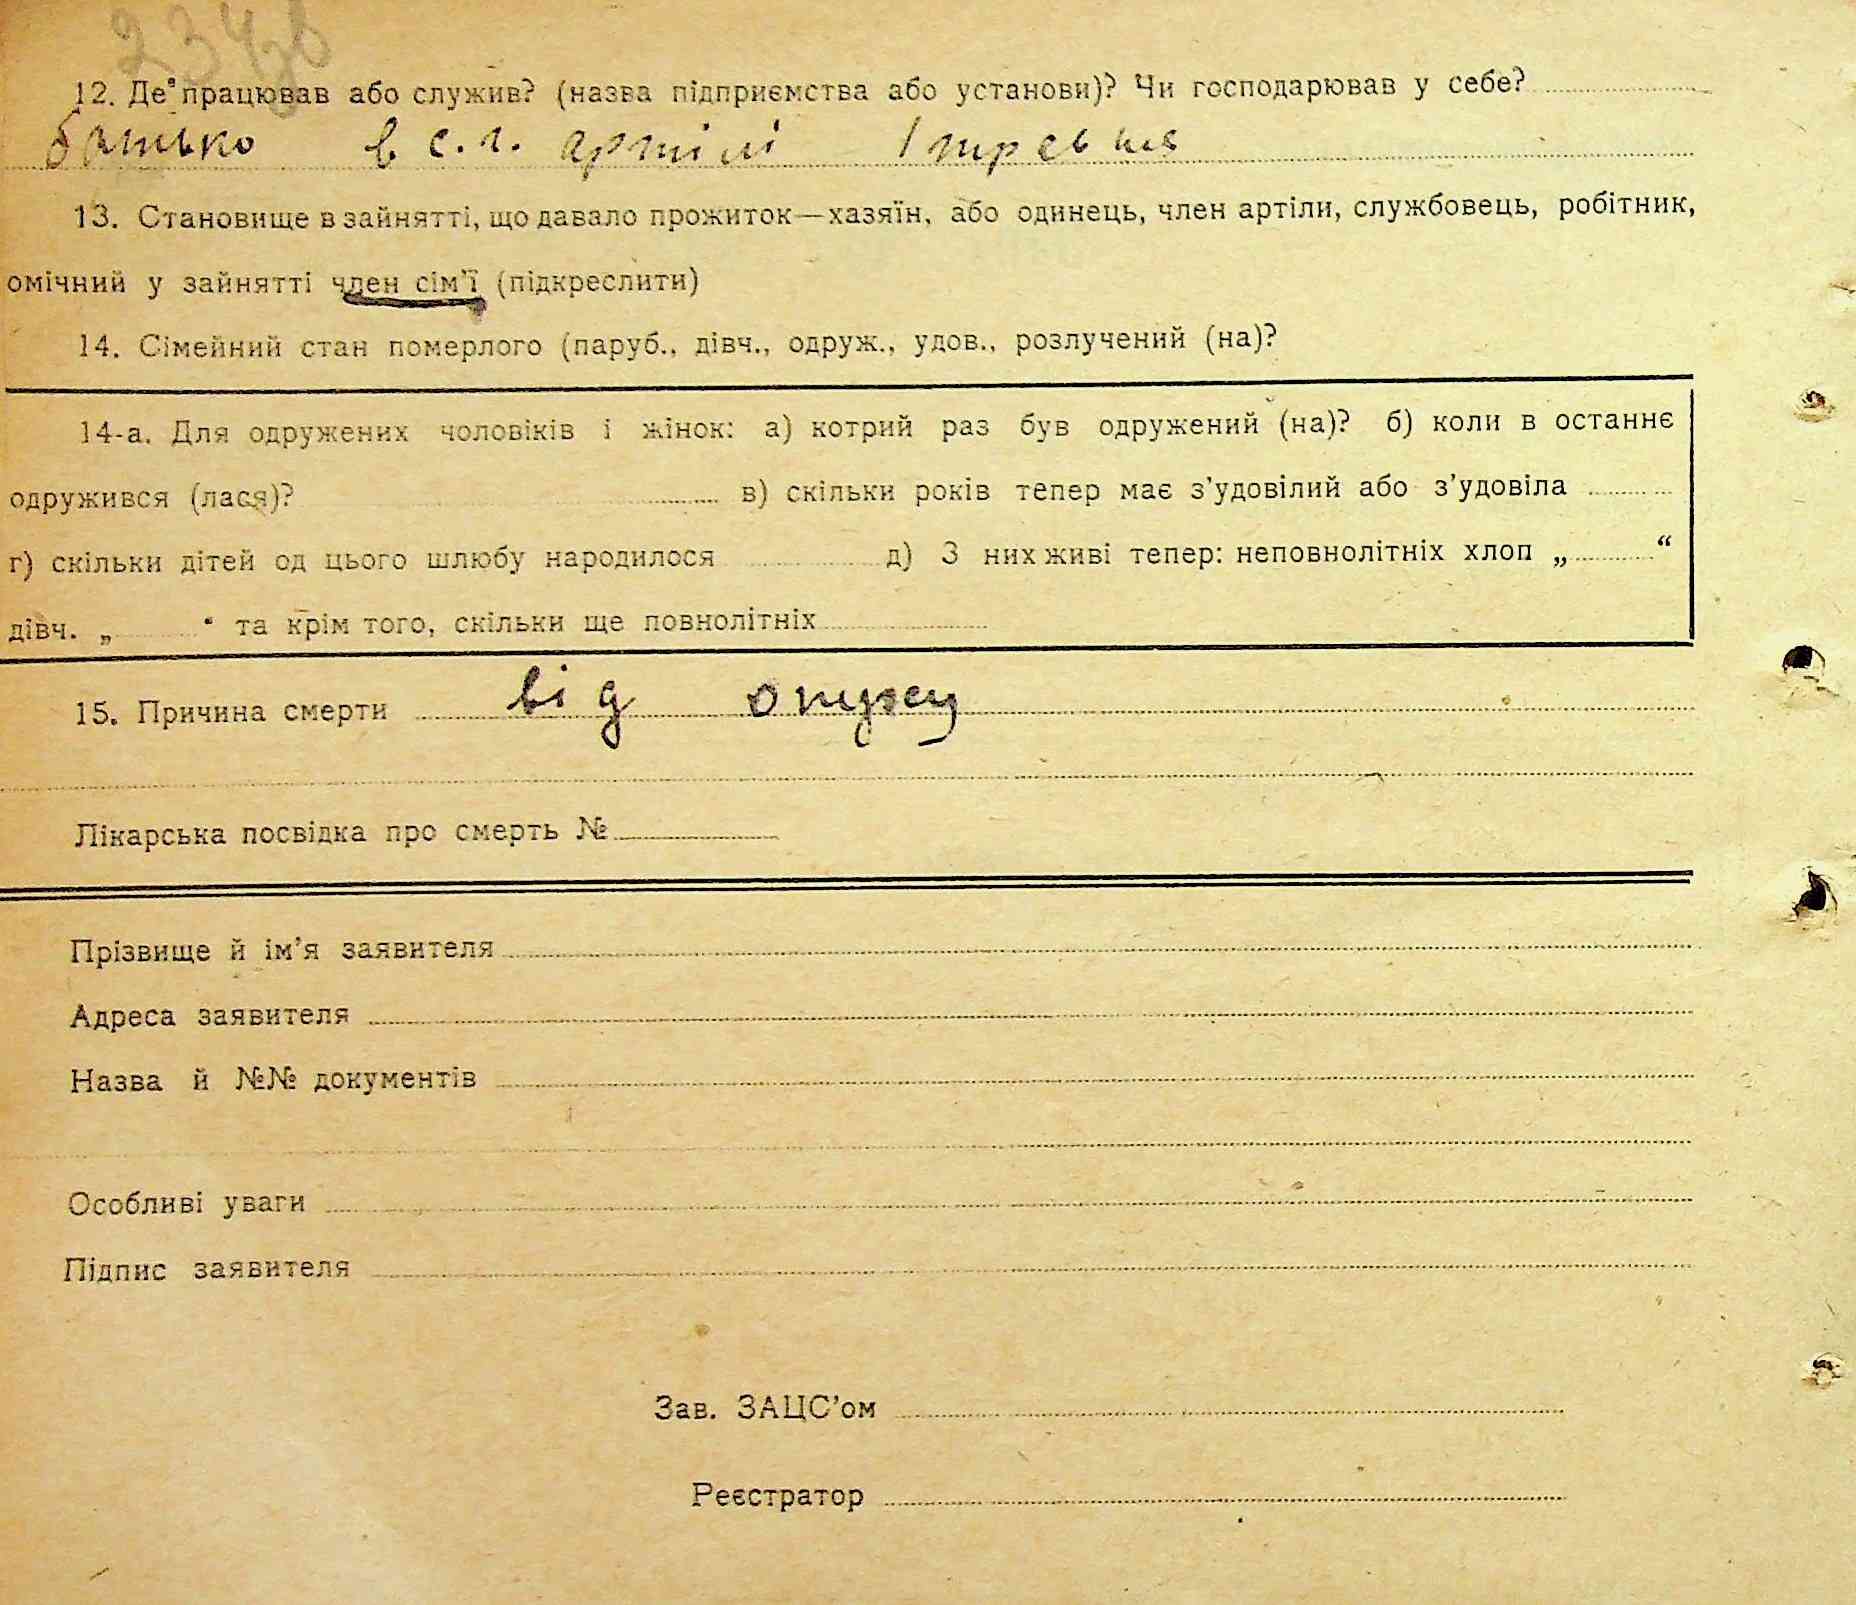 234зв
12. Де працював або служив? (назва підприємства або установи)? Чи господарював у себе?
батько в с.г. артілі 1 травня
13. Становище в зайнятті, що давало прожиток—хазяїн, або одинець, член артіли, службовець, робітник,
омічний у зайнятті член сім'ї (підкреслити)
14. Сімейний стан померлого (паруб., дівч., одруж., удов., розлучений (на)?
14-а. Для одружених чоловіків і жінок: а) котрий раз був одружений (на)? б) коли в останнє
одружився (лася)? в) скільки років тепер має з'удовілий або з'удовіла
г) скільки дітей од цього шлюбу народилося д) З них живі тепер: неповнолітніх хлоп „ “
дівч. „ “ та крім того, скільки ще повнолітніх
15. Причина смерти від
Лікарська посвідка про смерть №
Прізвище й ім'я заявителя
Адреса заявителя
Назва й №№ документів
Особливі уваги
Підпис заявителя
Зав. ЗАЦС'ом
Реєстратор